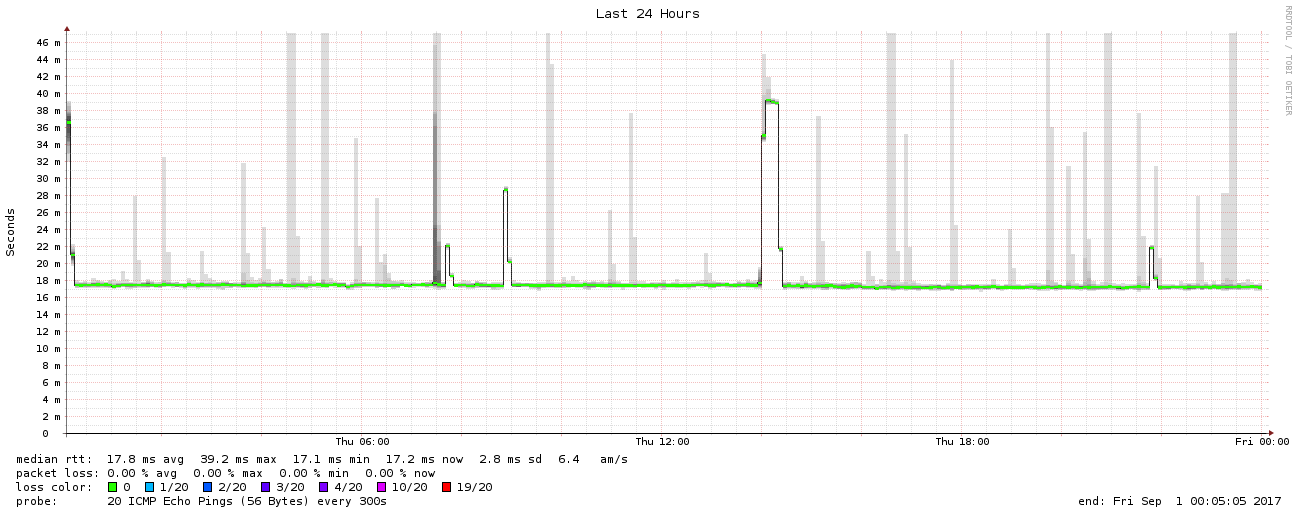 Last 24 Hours
RRDTOOL / TOBI OETIKER
Seconds
46 m
44 m
42 m
40 m
38 m
36 m
34 m
32 m
30 m
28 m
26 m
24 m
22 m
20 m
18 m
16 m
14 m
12 m
10 m
8 m
6 m
4 m
2 m
0
Thu 06:00 Thu 12:00 Thu 18:00 Fri 00:00
median rtt: 17.8 ms avg 39.2 ms max 17.1 ms min 17.2 ms now 2.8 ms sd 6.4 am/s
packet loss: 0.00 % avg 0.00 % max 0.00 % min 0.00 % now
loss color: 0 1/20 2/20 3/20 4/20 10/20 19/20
probe: 20 ICMP Echo Pings (56 Bytes) every 300s end: Fri Sep 1 00:05:05 2017